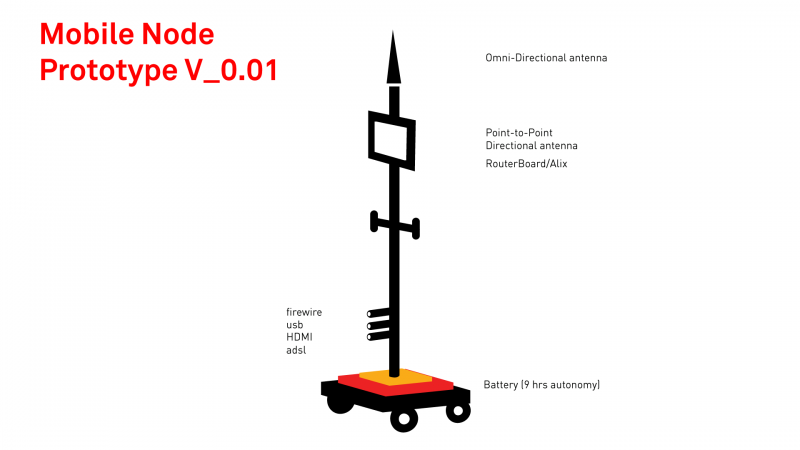 Mobile Node
Prototype V_0.01
Omni-Directional antenna
Point-to-Point
Directional antenna
RouterBoard/Alix
firewire
usb
HDMI
adsl
Battery (9 hrs autonomy)